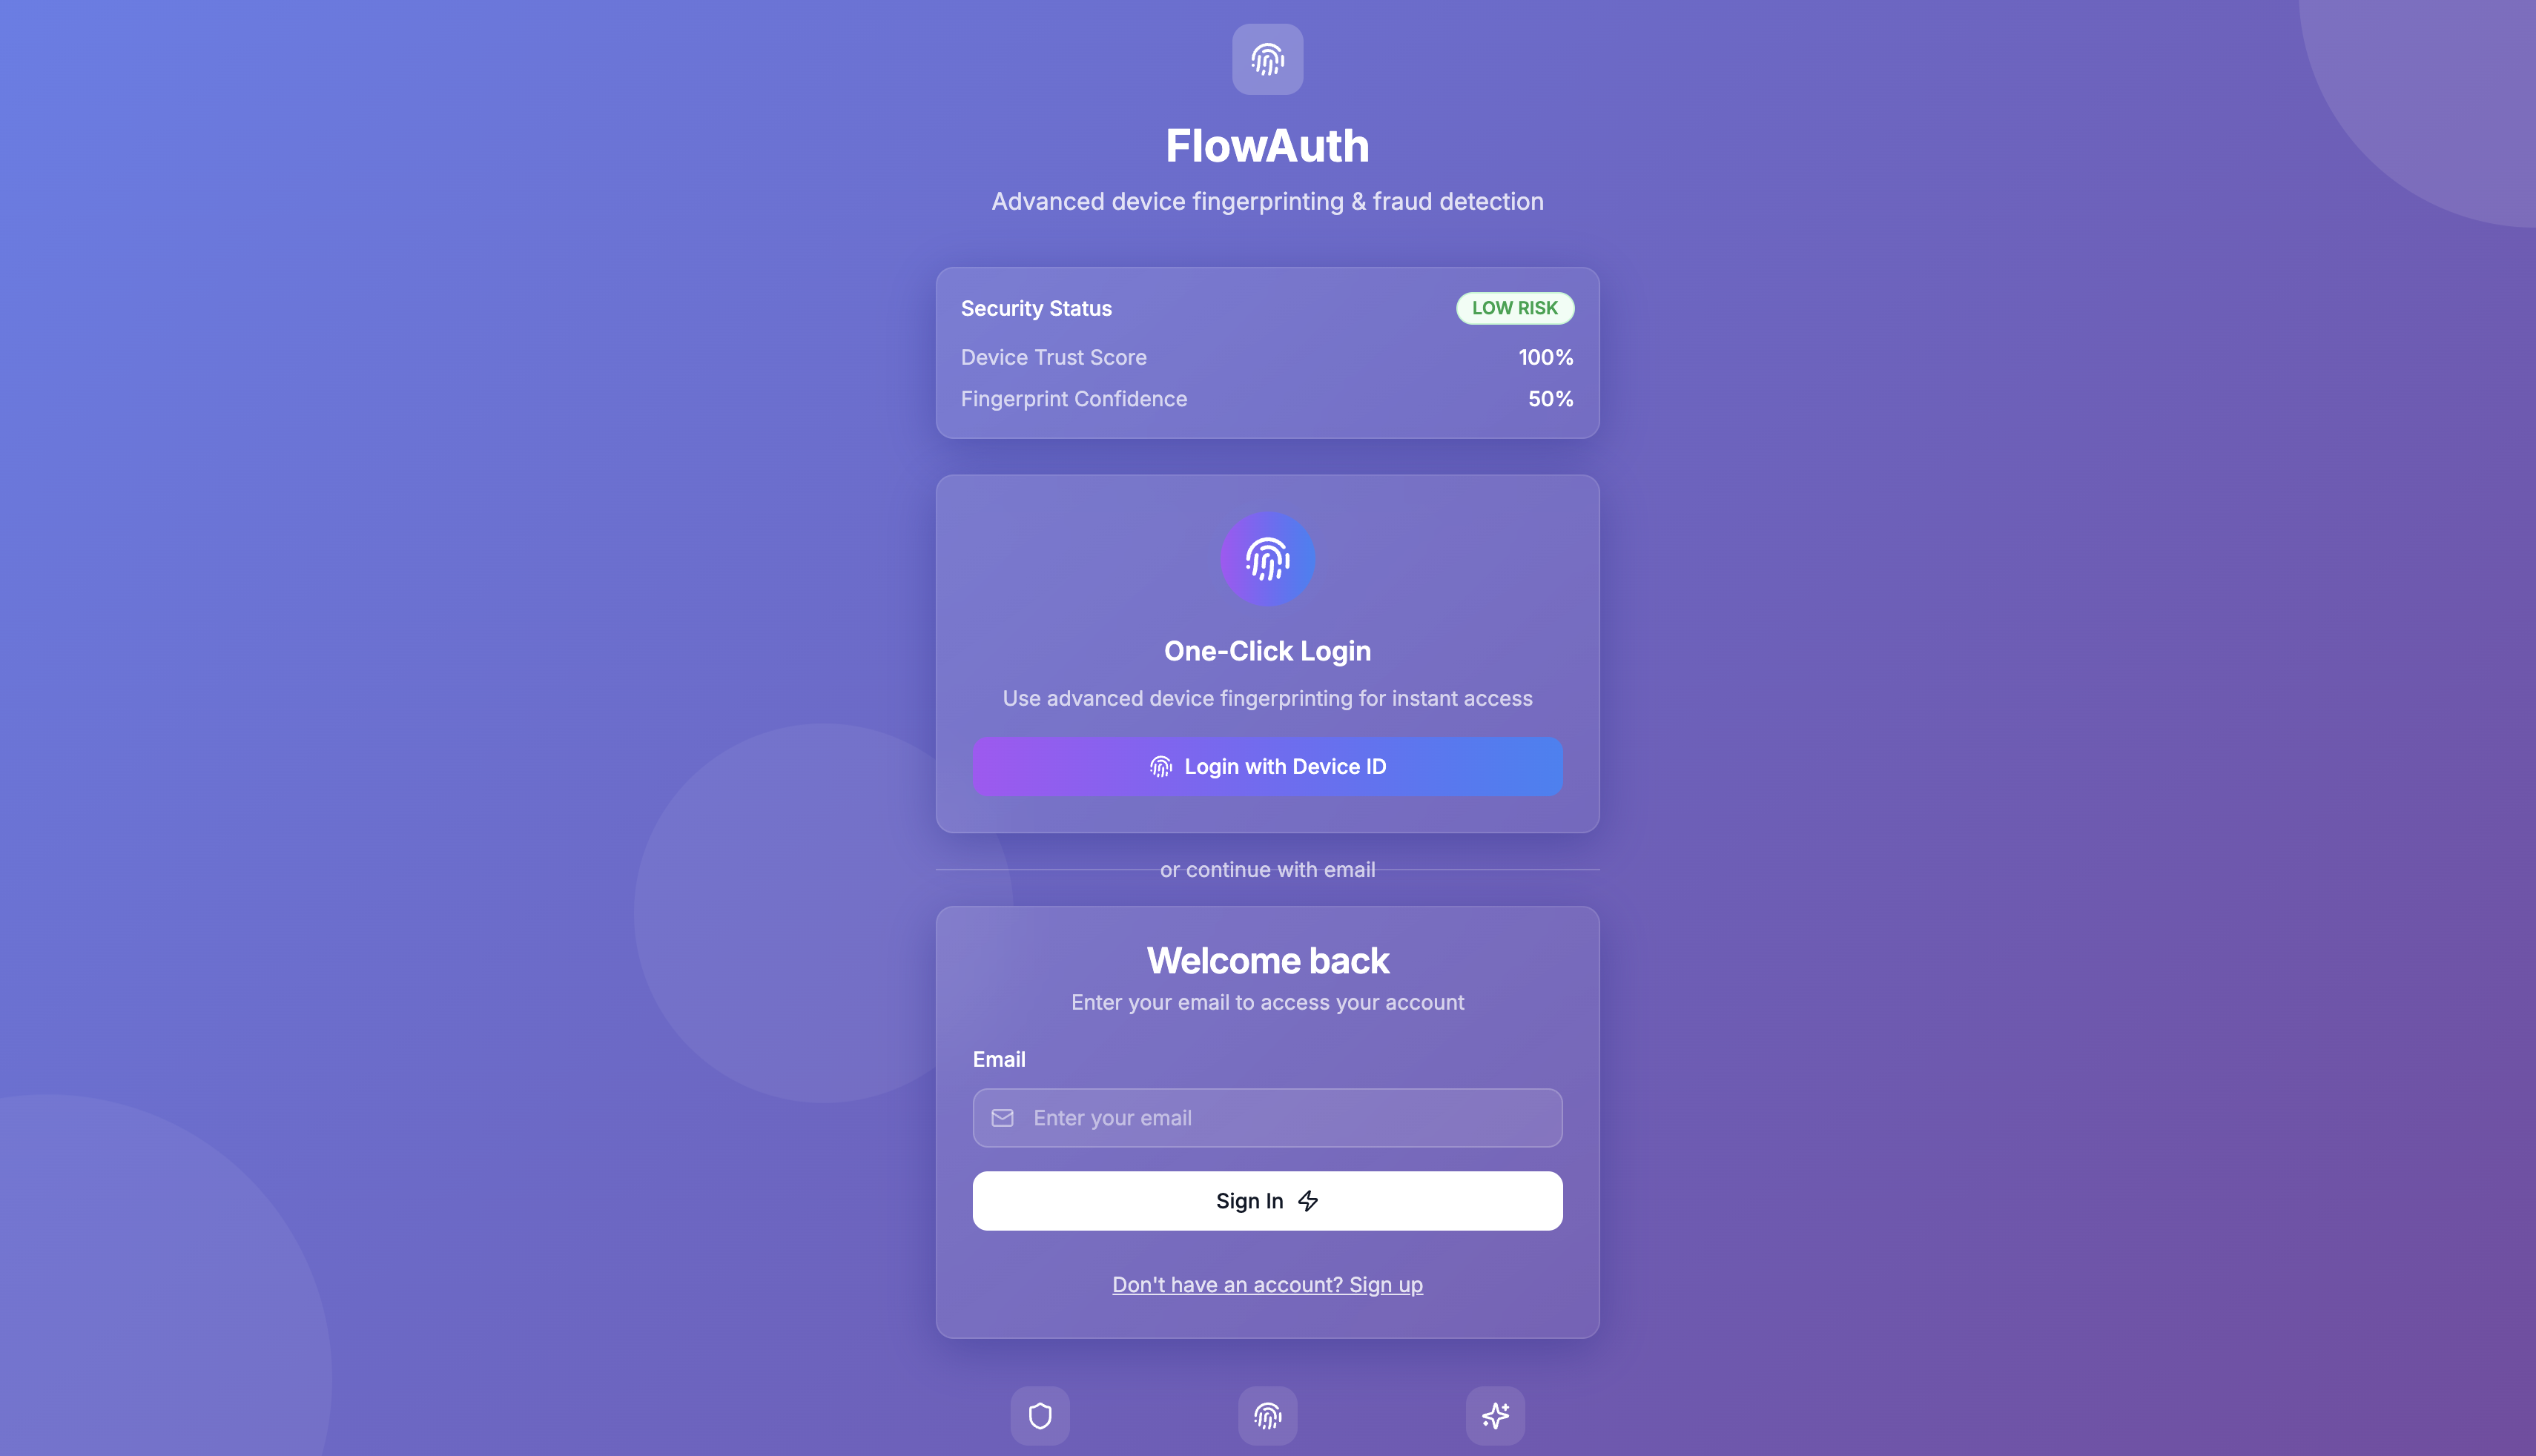 FlowAuth
Advanced device fingerprinting & fraud detection
Security Status LOW RISK
Device Trust Score 100%
Fingerprint Confidence 50%
One-Click Login
Use advanced device fingerprinting for instant access
Login with Device ID
or continue with email
Welcome back
Enter your email to access your account
Email
Enter your email
Sign In
Don't have an account? Sign up